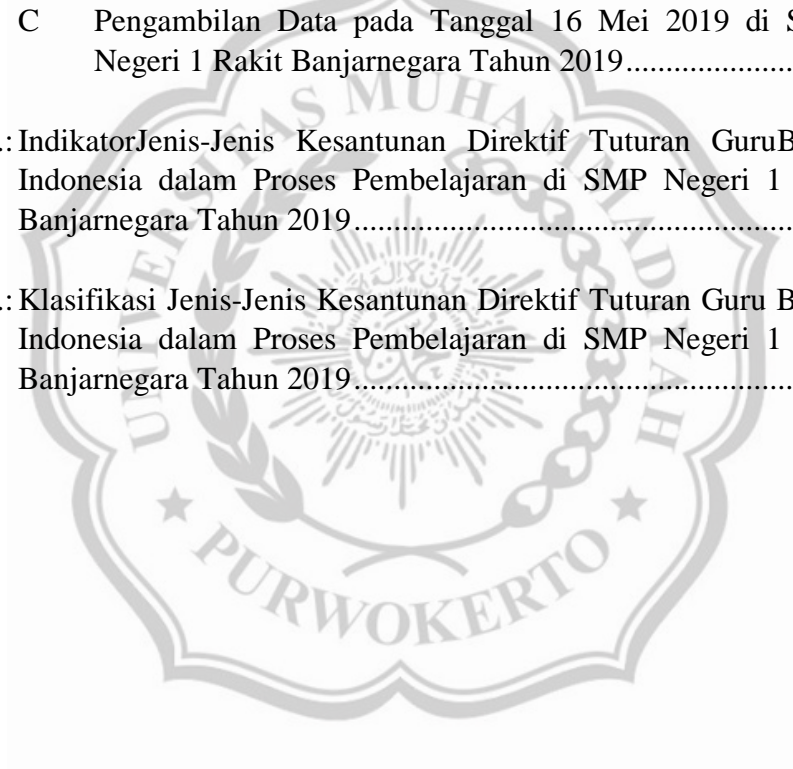 C Pengambilan Data pada Tanggal 16 Mei 2019 di
Negeri 1 Rakit Banjarnegara Tahun 2019.....................
.: IndikatorJenis-Jenis Kesantunan Direktif Tuturan GuruB
Indonesia dalam Proses Pembelajaran di SMP Negeri 1
Banjarnegara Tahun 2019.......................................................
.: Klasifikasi Jenis-Jenis Kesantunan Direktif Tuturan Guru B
Indonesia dalam Proses Pembelajaran di SMP Negeri 1
Banjarnegara Tahun 2019.......................................................
UNIVERSITAS MUHAMMADIYAH
PURWOKERTO